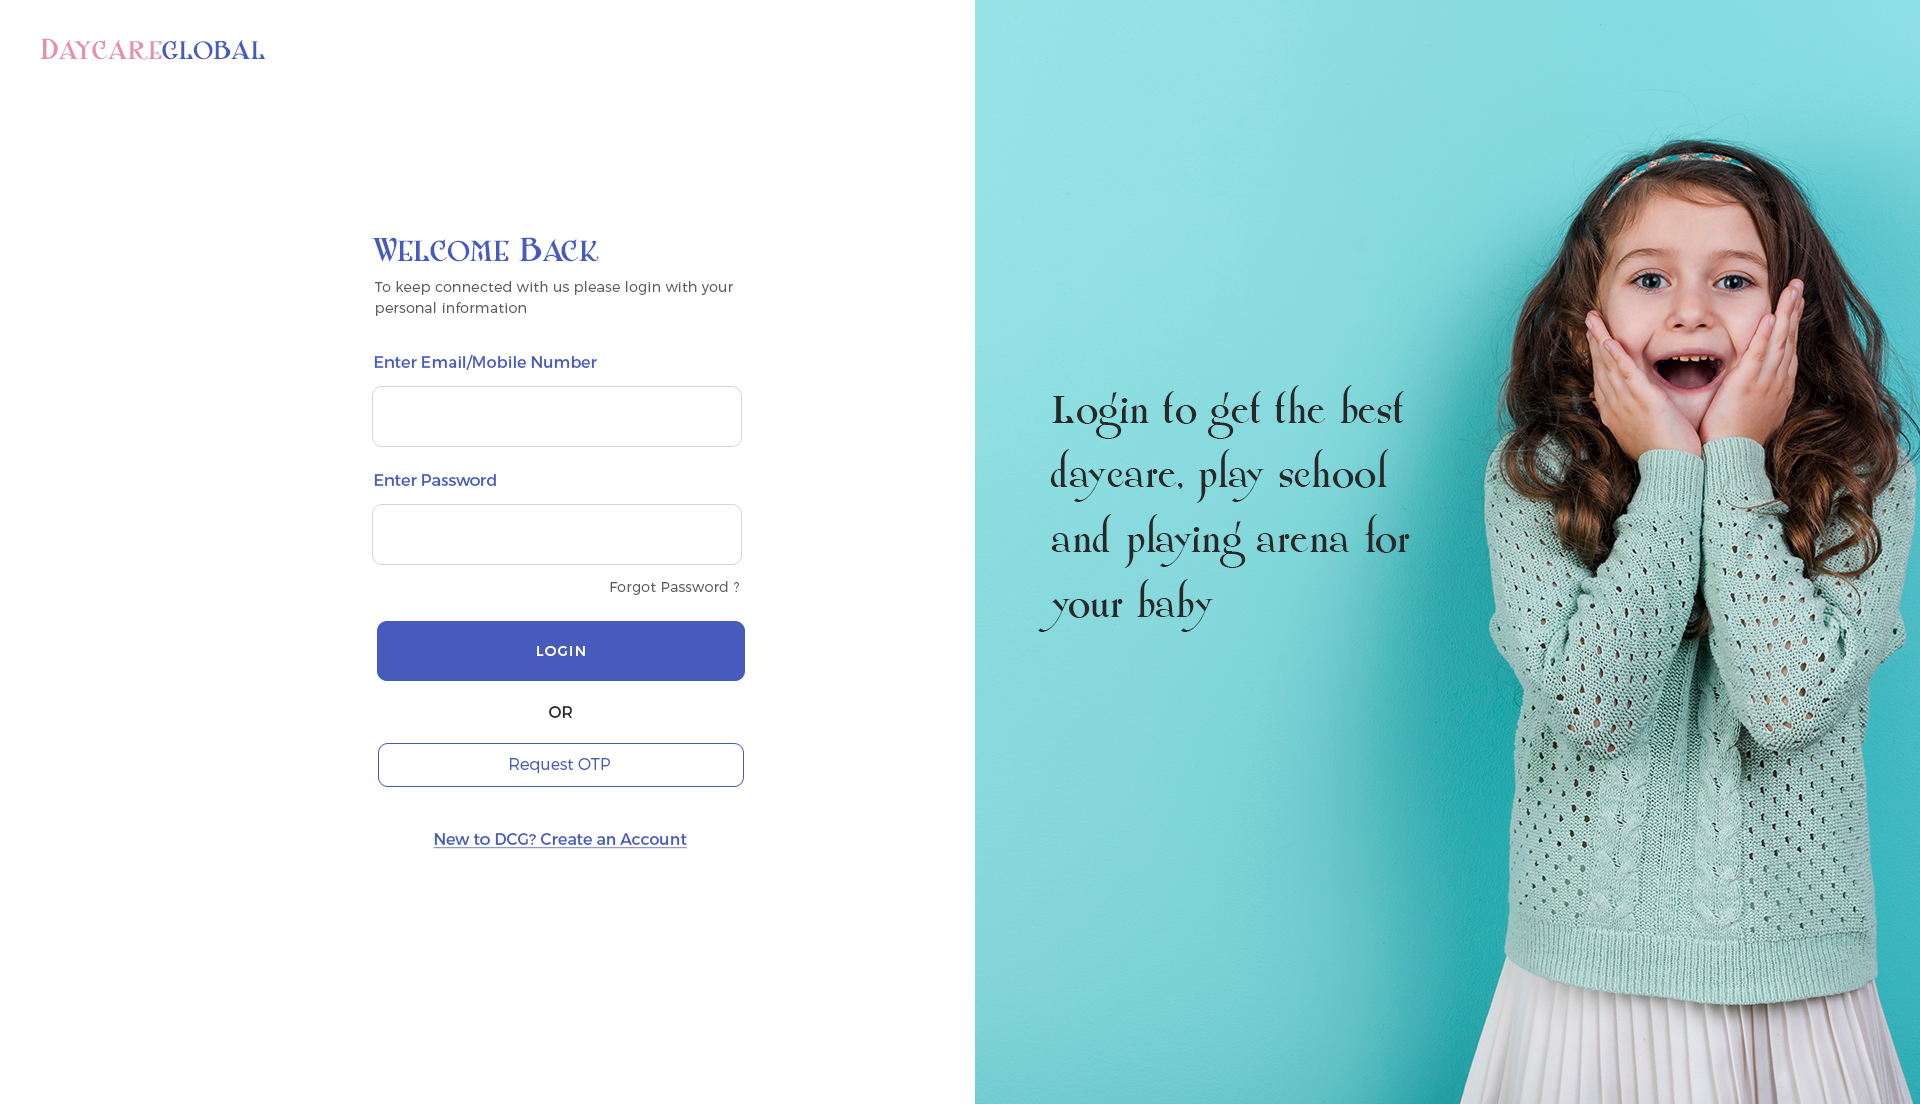 DAYCAREGLOBAL
WELCOME BACK
To keep connected with us please login with your
personal information
Enter Email/Mobile Number
Enter Password
Forgot Password ?
LOGIN
OR
Request OTP
New to DCG? Create an Account
Login to get the best
daycare, play school
and playing arena for
your baby